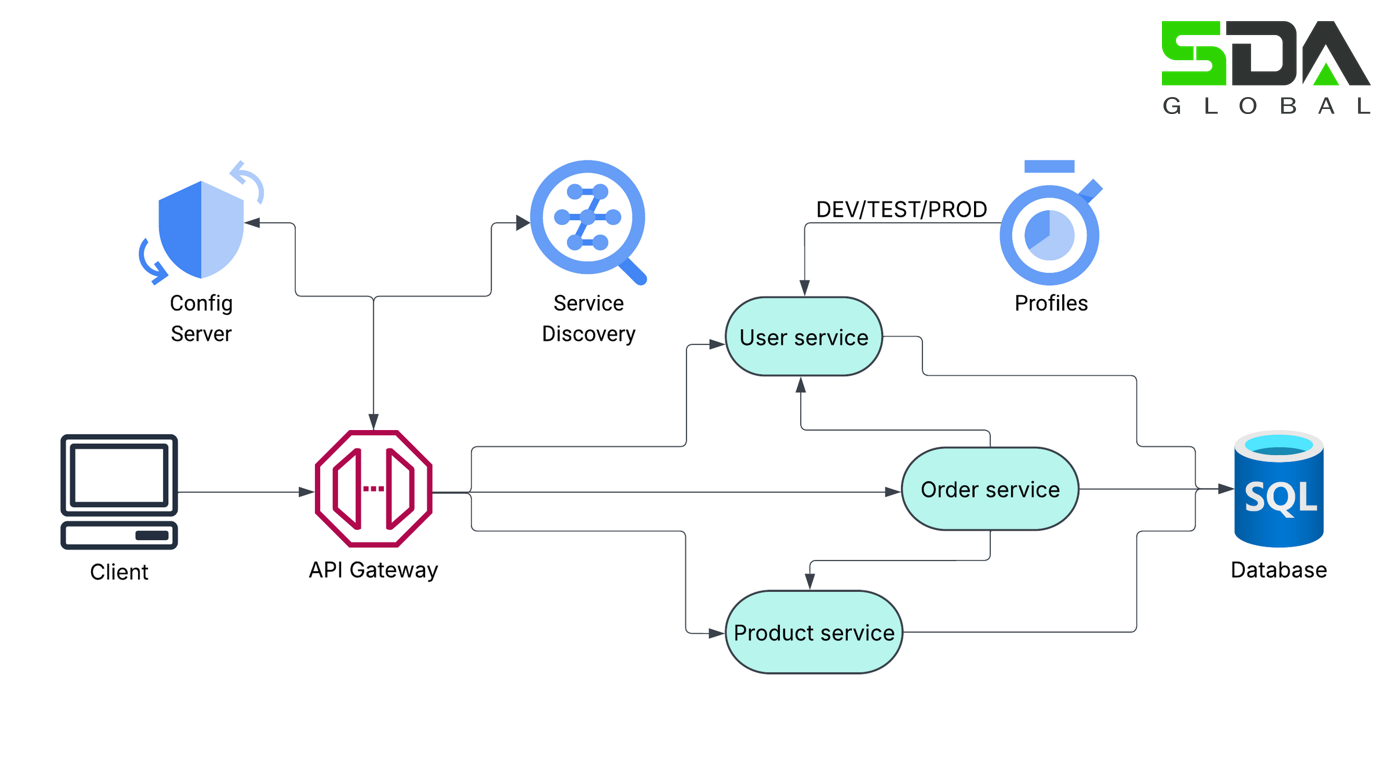 SDA
GLOBAL
DEV/TEST/PROD
Config
Server
Service
Discovery
Profiles
User service
Order service
SQL
Client
API Gateway
Database
Product service